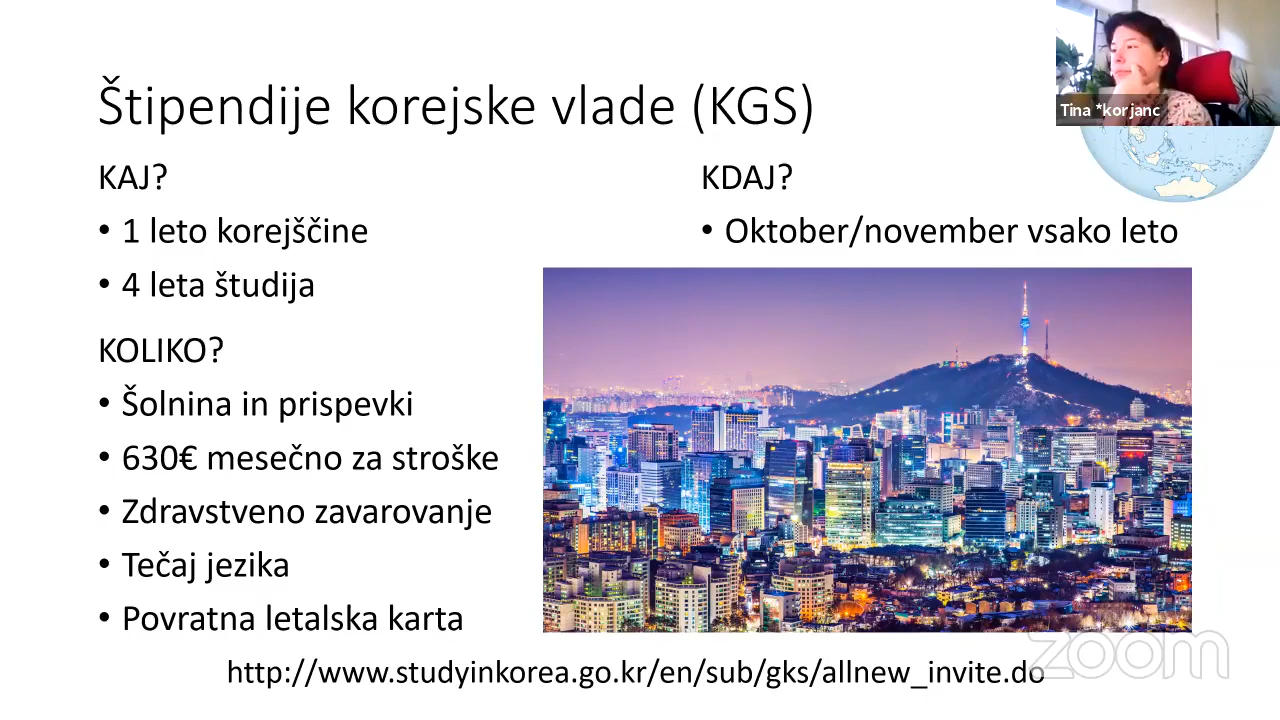 Štipendije korejske vlade (KGS)
KAJ?
• 1 leto korejščine
• 4 leta študija
KOLIKO?
• Šolnina in prispevki
• 630€ mesečno za stroške
• Zdravstveno zavarovanje
• Tečaj jezika
• Povratna letalska karta
KDAJ?
• Oktober/november vsako leto
http://www.studyinkorea.go.kr/en/sub/gks/allnew_invite.do
Tina *korjanc
zoom